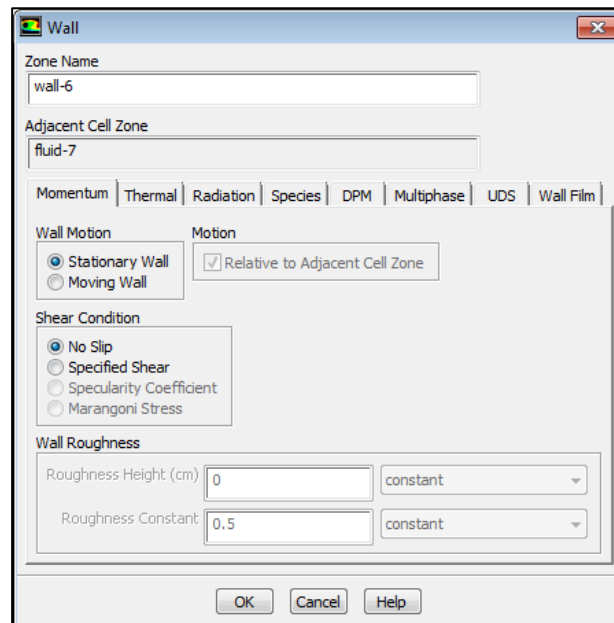 Wall
Zone Name
wall-6
Adjacent Cell Zone
fluid-7
Momentum Thermal Radiation Species DPM Multiphase UDS Wall Film
Wall Motion Motion
Stationary Wall Relative to Adjacent Cell Zone
Moving Wall
Shear Condition
No Slip
Specified Shear
Specularity Coefficient
Marangoni Stress
Wall Roughness
Roughness Height (cm) 0 constant
Roughness Constant 0.5 constant
OK Cancel Help